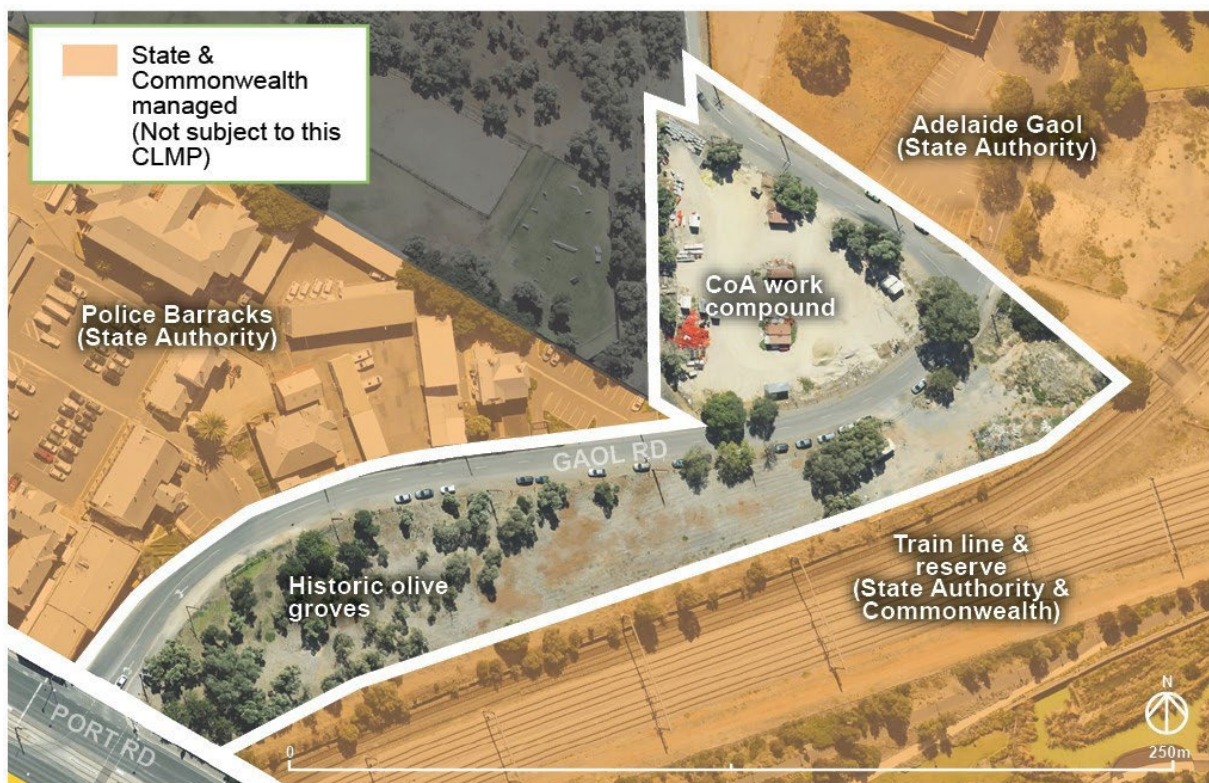 State &
Commonwealth
managed
(Not subject to this
CLMP)
Adelaide Gaol
(State Authority)
CoA work
compound
Police Barracks
(State Authority)
GAOL RD
Historic olive
groves
Train line &
reserve
(State Authority &
Commonwealth)
PORT RD
N
0
250m